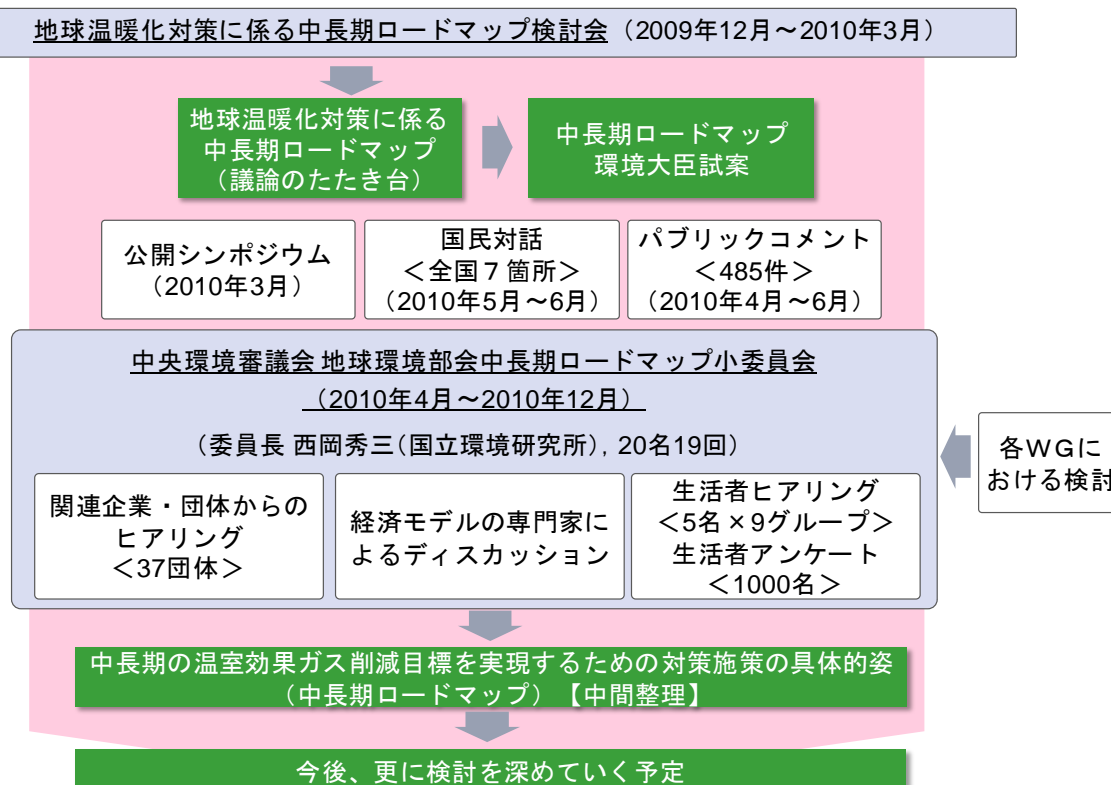 地球温暖化対策に係る中長期ロードマップ検討会（2009年12月～2010年3月）
地球温暖化対策に係る
中長期ロードマップ
（議論のたたき台）
中長期ロードマップ
環境大臣試案
公開シンポジウム
（2010年3月）
国民対話
＜全国７箇所＞
（2010年5月～6月）
パブリックコメント
＜485件＞
（2010年4月～6月）
中央環境審議会 地球環境部会中長期ロードマップ小委員会
（2010年4月～2010年12月）
（委員長 西岡秀三（国立環境研究所）, 20名19回）
各ＷＧに
おける検討
関連企業・団体からの
ヒアリング
＜37団体＞
経済モデルの専門家に
よるディスカッション
生活者ヒアリング
＜5名×9グループ＞
生活者アンケート
＜1000名＞
中長期の温室効果ガス削減目標を実現するための対策施策の具体的姿
（中長期ロードマップ）【中間整理】
今後、更に検討を深めていく予定